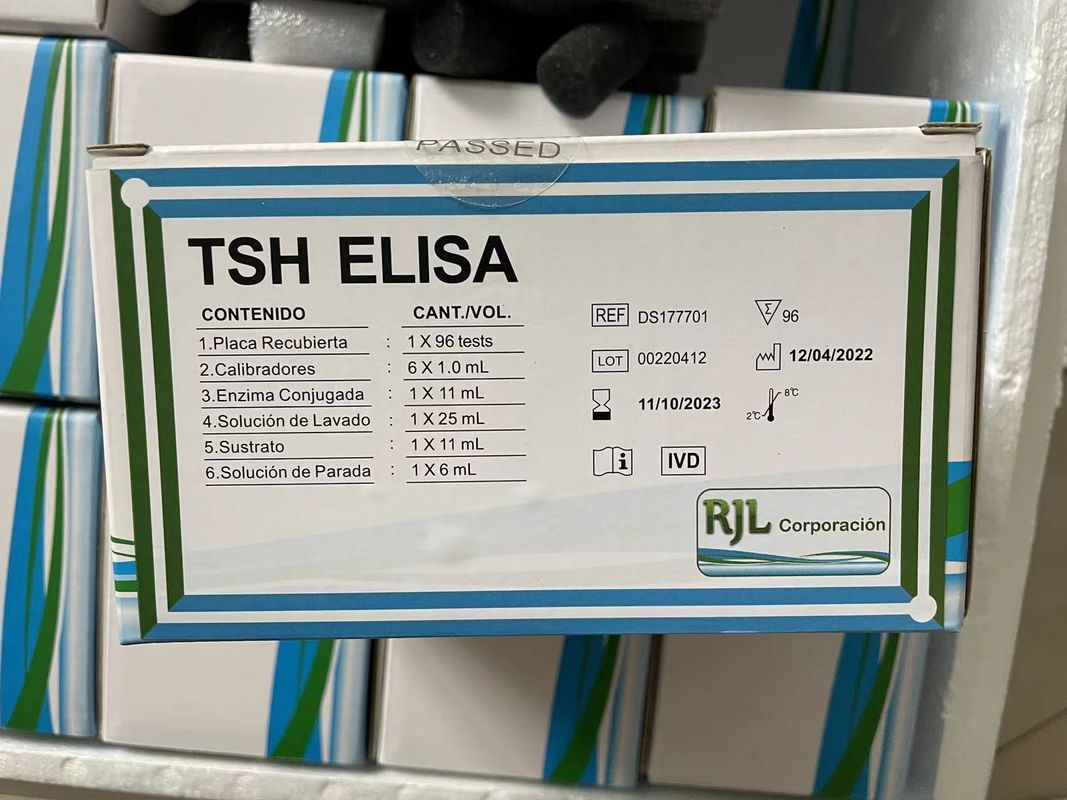 PASSED
TSH ELISA
CONTENIDO CANT./VOL.
1.Placa Recubierta : 1 X 96 tests
2.Calibradores : 6 X 1.0 mL
3.Enzima Conjugada : 1 X 11 mL
4.Solución de Lavado : 1 X 25 mL
5.Sustrato : 1 X 11 mL
6.Solución de Parada : 1 X 6 mL
REF DS177701 Σ 96
LOT 00220412 12/04/2022
11/10/2023 2℃ 8℃
i IVD
RJL Corporación